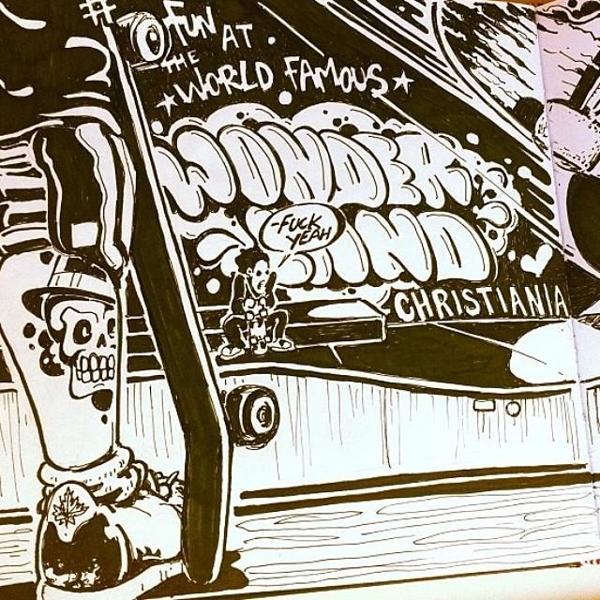 FUN AT
THE
★WORLD FAMOUS★
WONDER
LAND
-FUCK
YEAH
CHRISTIANIA